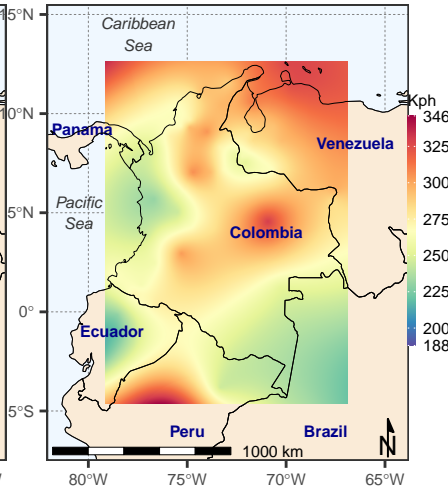 15°N
Caribbean
Sea
Kph
346
10°N
Panama
325
Venezuela
300
Pacific
Sea
5°N
275
Colombia
250
0°
225
Ecuador
200
188
5°S
Peru
Brazil
N
1000 km
80°W
75°W
70°W
65°W